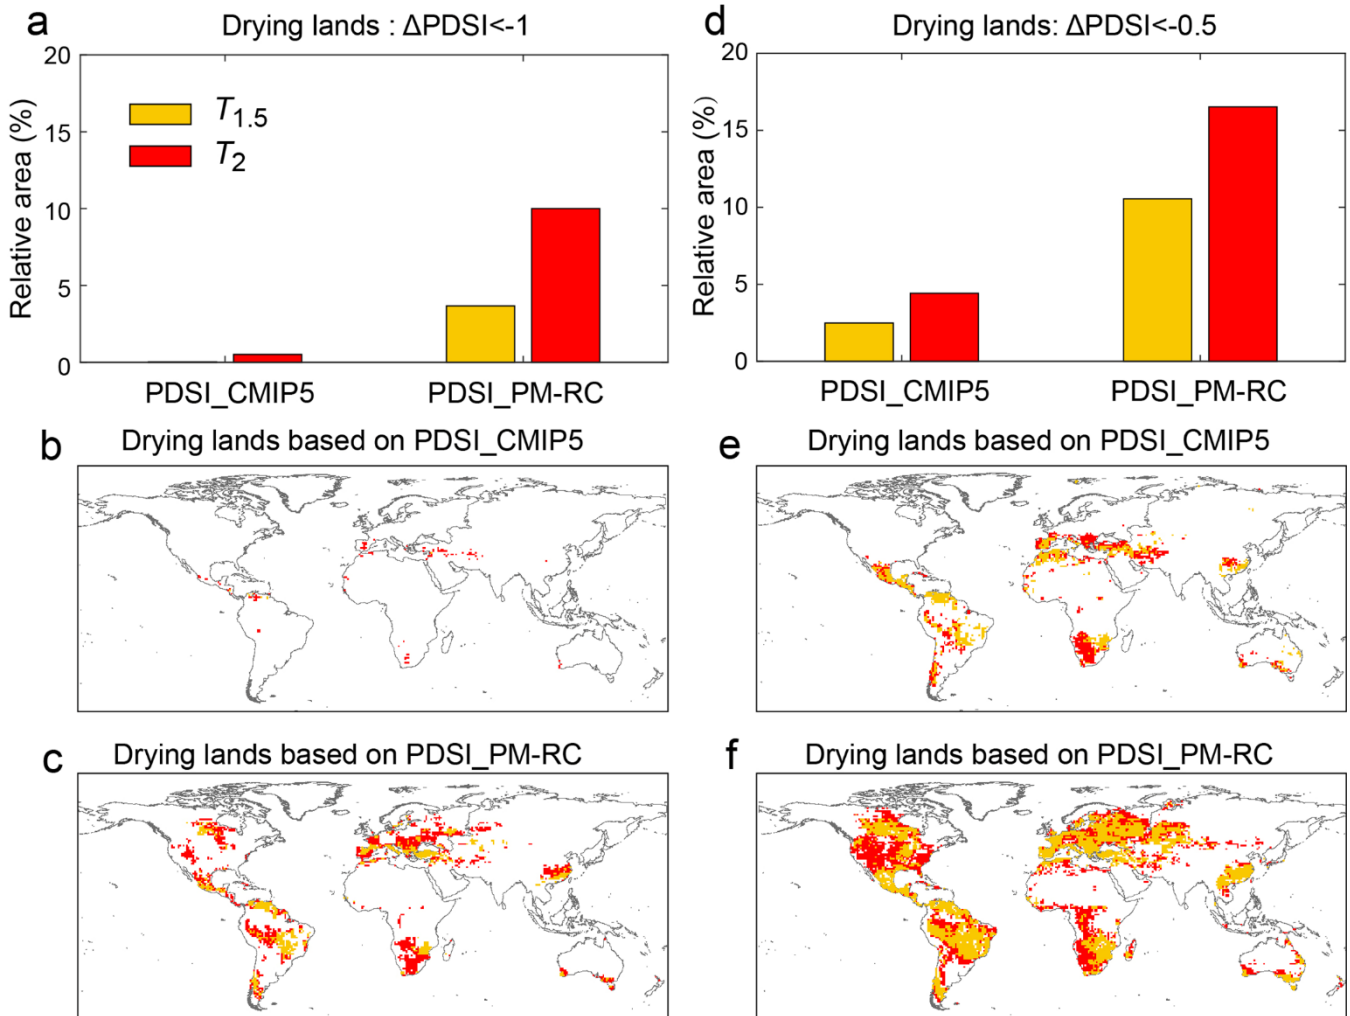 a
Drying lands : ΔPDSI<-1
20
15
10
5
0
Relative area (%)
T1.5
T2
PDSI_CMIP5
PDSI_PM-RC
b
Drying lands based on PDSI_CMIP5
c
Drying lands based on PDSI_PM-RC
d
Drying lands: ΔPDSI<-0.5
20
15
10
5
0
Relative area (%)
PDSI_CMIP5
PDSI_PM-RC
e
Drying lands based on PDSI_CMIP5
f
Drying lands based on PDSI_PM-RC